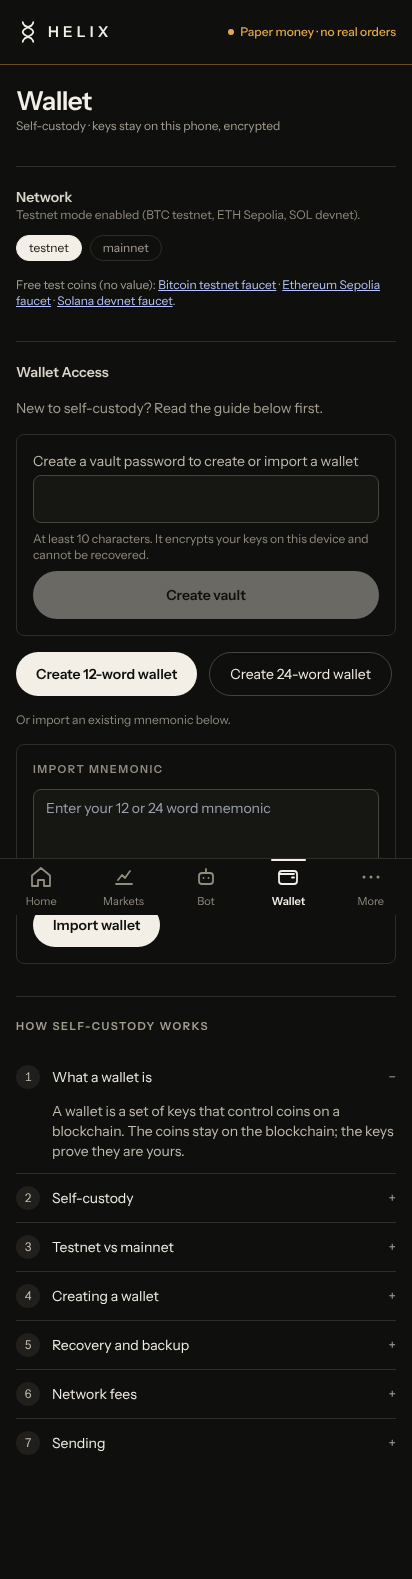 HELIX
Paper money · no real orders
Wallet
Self-custody · keys stay on this phone, encrypted
Network
Testnet mode enabled (BTC testnet, ETH Sepolia, SOL devnet).
testnet
mainnet
Free test coins (no value): Bitcoin testnet faucet · Ethereum Sepolia
faucet · Solana devnet faucet.
Wallet Access
New to self-custody? Read the guide below first.
Create a vault password to create or import a wallet
At least 10 characters. It encrypts your keys on this device and
cannot be recovered.
Create vault
Create 12-word wallet
Create 24-word wallet
Or import an existing mnemonic below.
IMPORT MNEMONIC
Enter your 12 or 24 word mnemonic
Home
Markets
Bot
Wallet
More
Import wallet
HOW SELF-CUSTODY WORKS
1 What a wallet is −
A wallet is a set of keys that control coins on a
blockchain. The coins stay on the blockchain; the keys
prove they are yours.
2 Self-custody +
3 Testnet vs mainnet +
4 Creating a wallet +
5 Recovery and backup +
6 Network fees +
7 Sending +